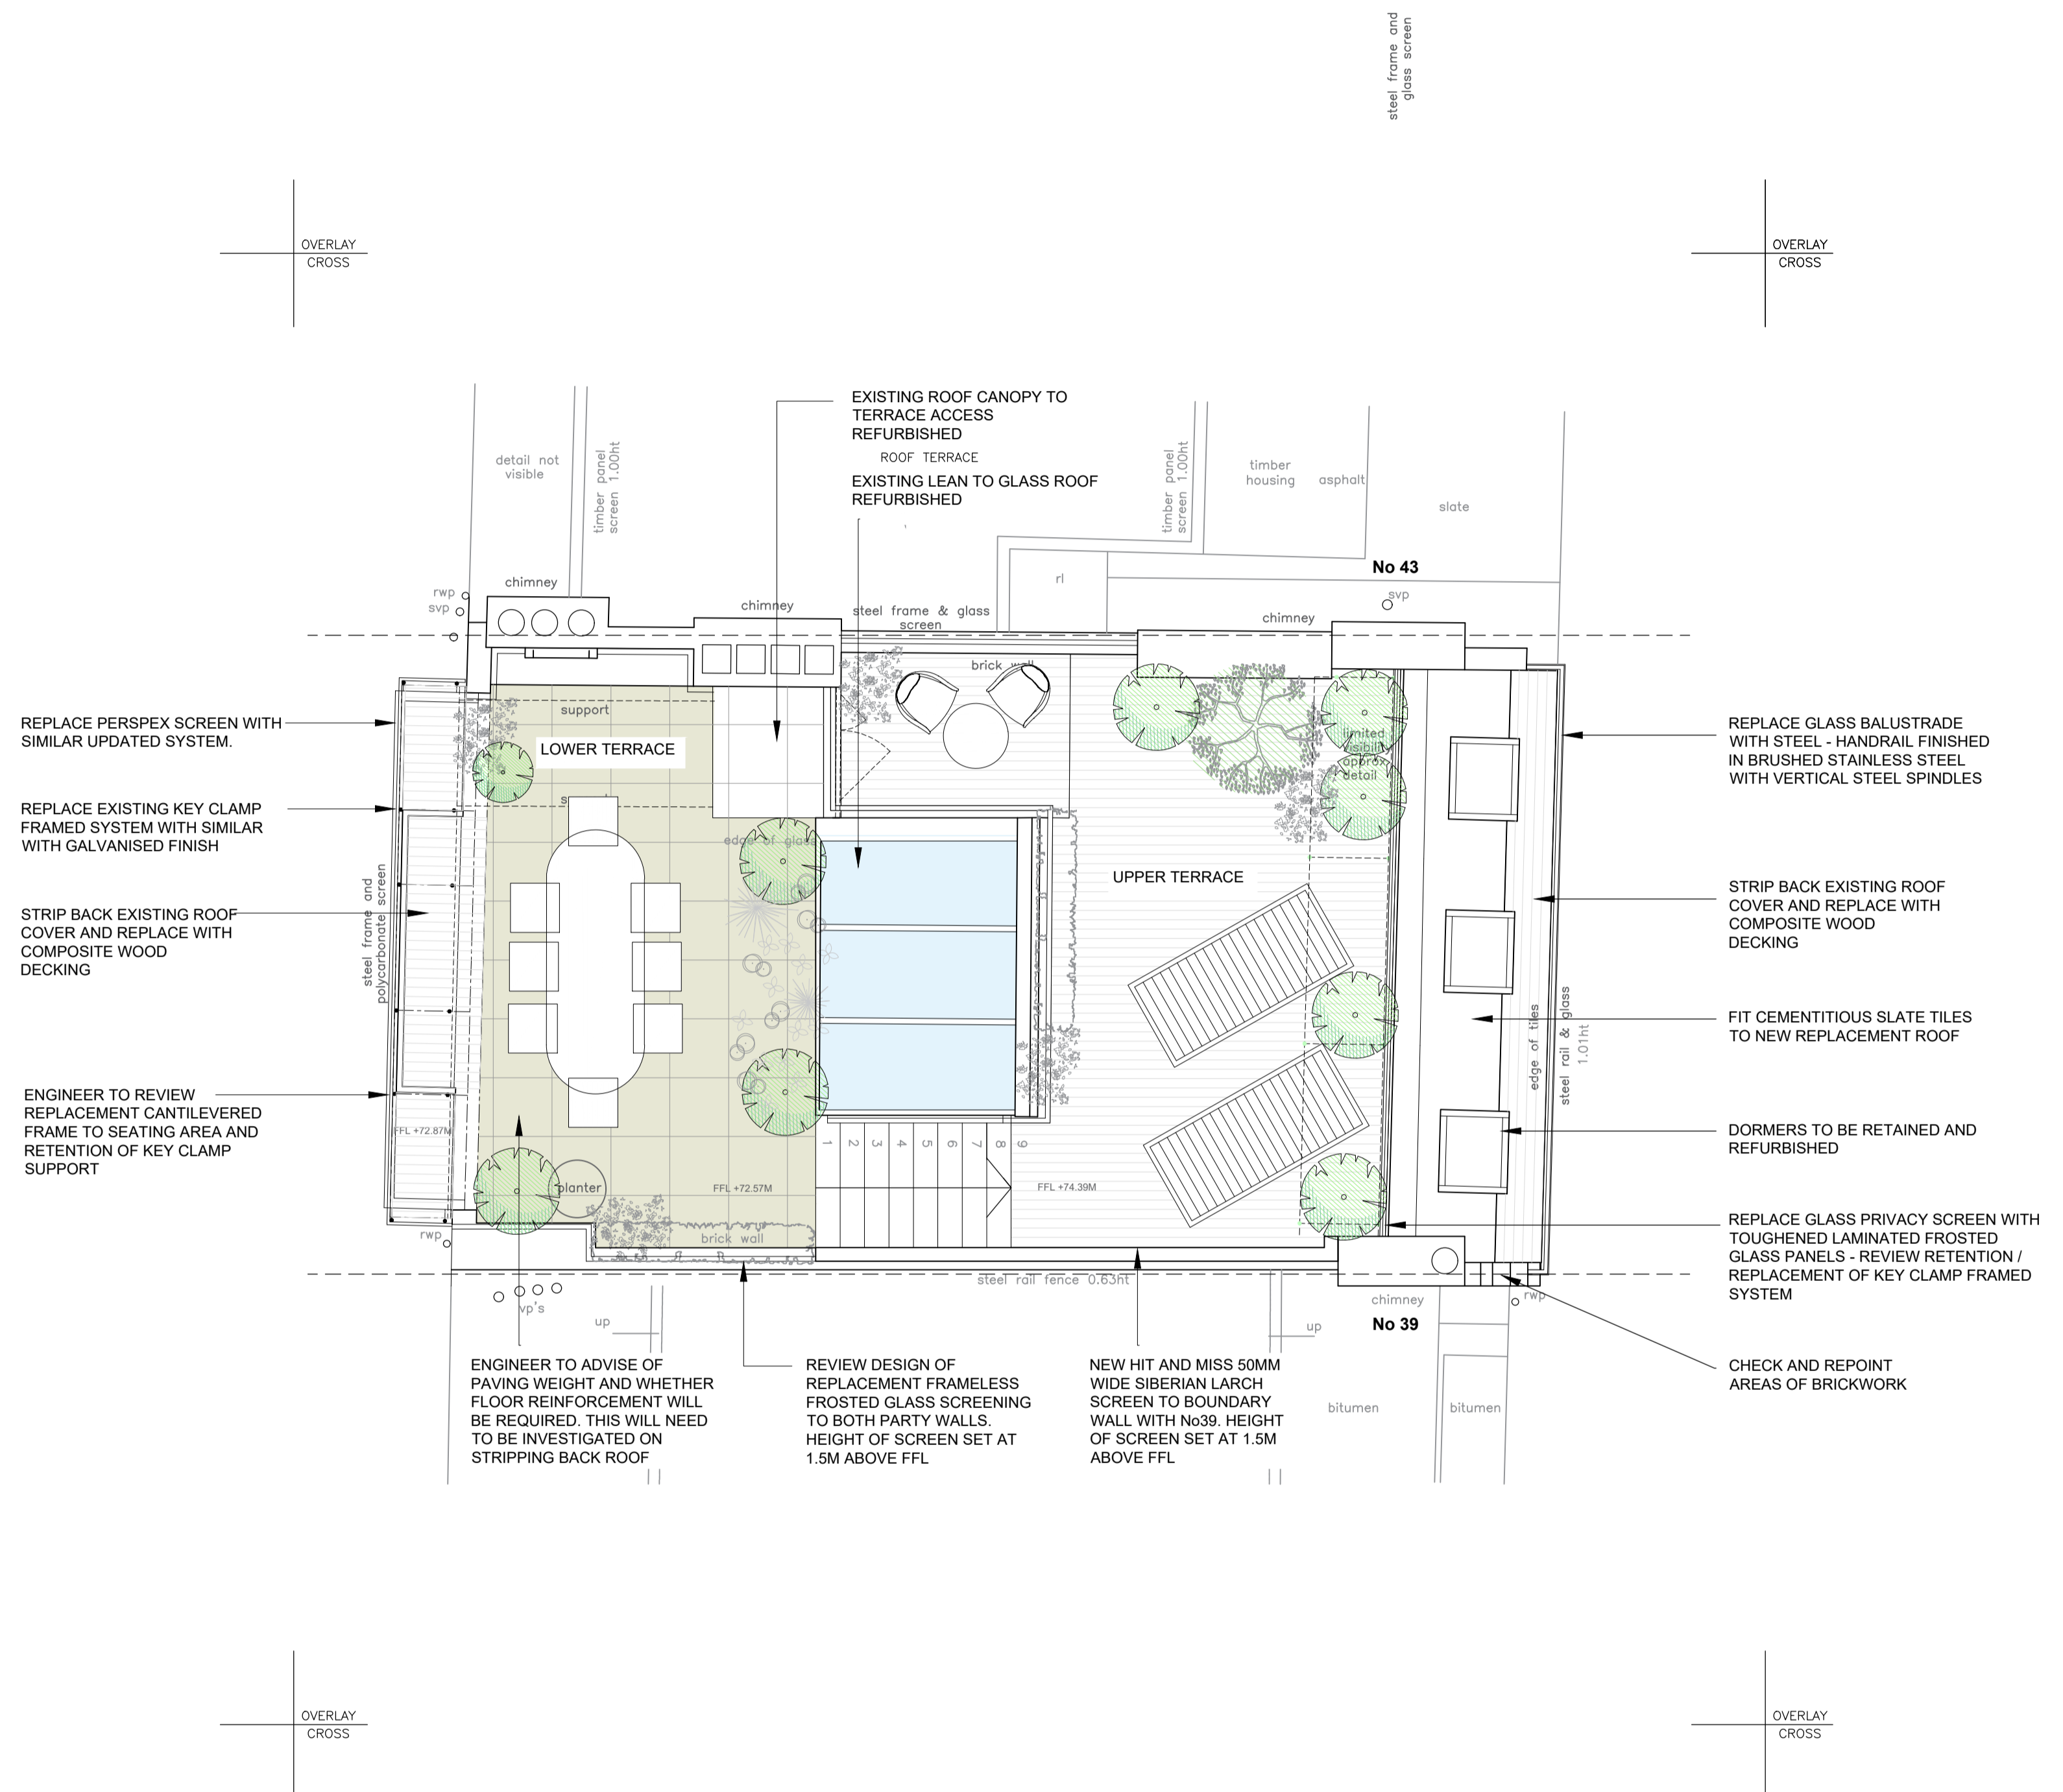 steel frame and
glass screen
OVERLAY
CROSS
OVERLAY
CROSS
EXISTING ROOF CANOPY TO
TERRACE ACCESS
REFURBISHED
ROOF TERRACE
EXISTING LEAN TO GLASS ROOF
REFURBISHED
detail not
visible
timber panel
screen 1.00ht
timber panel
screen 1.00ht
timber
housing
asphalt
slate
No 43
rl
svp
chimney
rwp
svp
chimney
steel frame & glass
screen
chimney
brick wall
support
LOWER TERRACE
limited
visibili
approx
detail
edge of glass
UPPER TERRACE
REPLACE PERSPEX SCREEN WITH
SIMILAR UPDATED SYSTEM.
REPLACE EXISTING KEY CLAMP
FRAMED SYSTEM WITH SIMILAR
WITH GALVANISED FINISH
steel frame and
polycarbonate screen
STRIP BACK EXISTING ROOF
COVER AND REPLACE WITH
COMPOSITE WOOD
DECKING
ENGINEER TO REVIEW
REPLACEMENT CANTILEVERED
FRAME TO SEATING AREA AND
RETENTION OF KEY CLAMP
SUPPORT
FFL +72.87M
REPLACE GLASS BALUSTRADE
WITH STEEL - HANDRAIL FINISHED
IN BRUSHED STAINLESS STEEL
WITH VERTICAL STEEL SPINDLES
STRIP BACK EXISTING ROOF
COVER AND REPLACE WITH
COMPOSITE WOOD
DECKING
FIT CEMENTITIOUS SLATE TILES
TO NEW REPLACEMENT ROOF
edge of tiles
steel rail & glass
1.01ht
DORMERS TO BE RETAINED AND
REFURBISHED
REPLACE GLASS PRIVACY SCREEN WITH
TOUGHENED LAMINATED FROSTED
GLASS PANELS - REVIEW RETENTION /
REPLACEMENT OF KEY CLAMP FRAMED
SYSTEM
1 2 3 4 5 6 7 8 9
planter
FFL +72.57M
FFL +74.39M
rwp
brick wall
steel rail fence 0.63ht
vp's
up
up
chimney
rwp
No 39
ENGINEER TO ADVISE OF
PAVING WEIGHT AND WHETHER
FLOOR REINFORCEMENT WILL
BE REQUIRED. THIS WILL NEED
TO BE INVESTIGATED ON
STRIPPING BACK ROOF
REVIEW DESIGN OF
REPLACEMENT FRAMELESS
FROSTED GLASS SCREENING
TO BOTH PARTY WALLS.
HEIGHT OF SCREEN SET AT
1.5M ABOVE FFL
NEW HIT AND MISS 50MM
WIDE SIBERIAN LARCH
SCREEN TO BOUNDARY
WALL WITH No39. HEIGHT
OF SCREEN SET AT 1.5M
ABOVE FFL
CHECK AND REPOINT
AREAS OF BRICKWORK
bitumen
bitumen
OVERLAY
CROSS
OVERLAY
CROSS